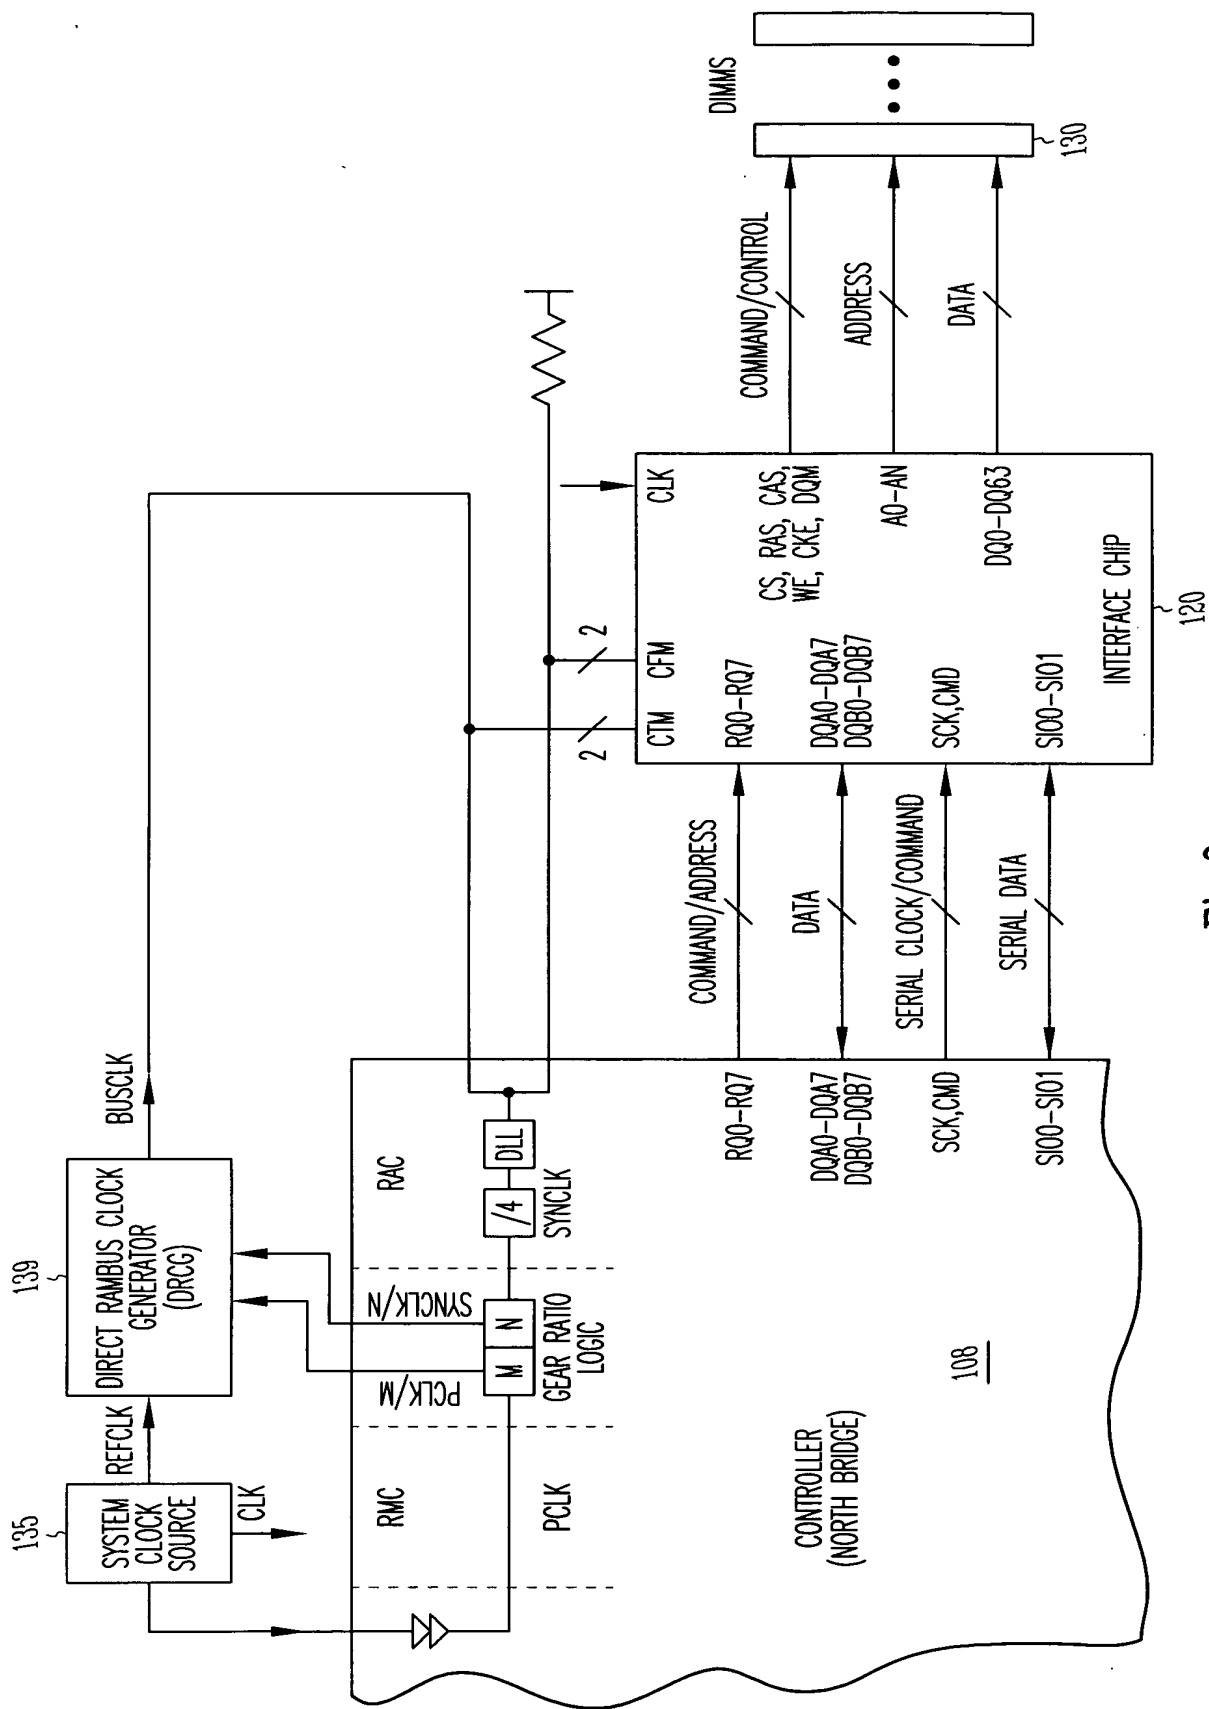 135
SYSTEM
CLOCK
SOURCE
REFCLK
CLK
139
DIRECT RAMBUS CLOCK
GENERATOR
(DRCG)
BUSCLK
RMC
PCLK
PCLK/M
SYNCLK/N
M
N
GEAR RATIO
LOGIC
RAC
/4
DLL
SYNCLK
CONTROLLER
(NORTH BRIDGE)
108
RQ0-RQ7
DQA0-DQA7
DQB0-DQB7
SCK,CMD
SIO0-SIO1
COMMAND/ADDRESS
DATA
SERIAL CLOCK/COMMAND
SERIAL DATA
2
2
CTM
CFM
CLK
RQ0-RQ7
DQA0-DQA7
DQB0-DQB7
SCK,CMD
SIO0-SIO1
CS, RAS, CAS,
WE, CKE, DQM
A0-AN
DQ0-DQ63
INTERFACE CHIP
120
COMMAND/CONTROL
ADDRESS
DATA
DIMMS
130